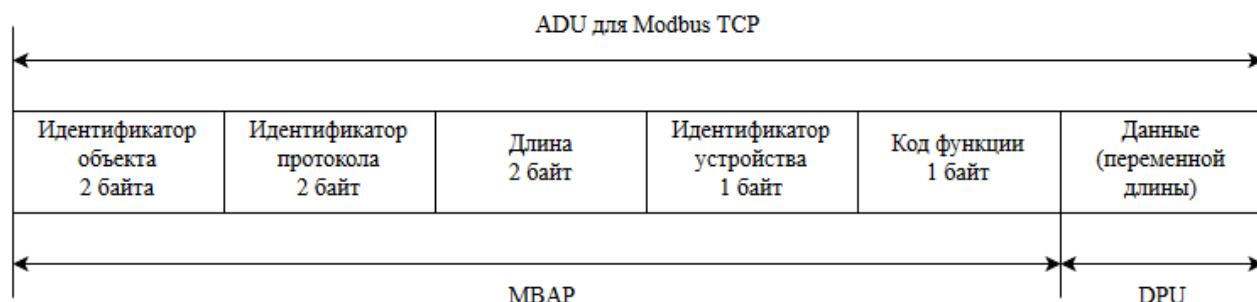 ADU для Modbus TCP
Идентификатор
объекта
2 байта
Идентификатор
протокола
2 байт
Длина
2 байт
Идентификатор
устройства
1 байт
Код функции
1 байт
Данные
(переменной
длины)
MBAP
DPU